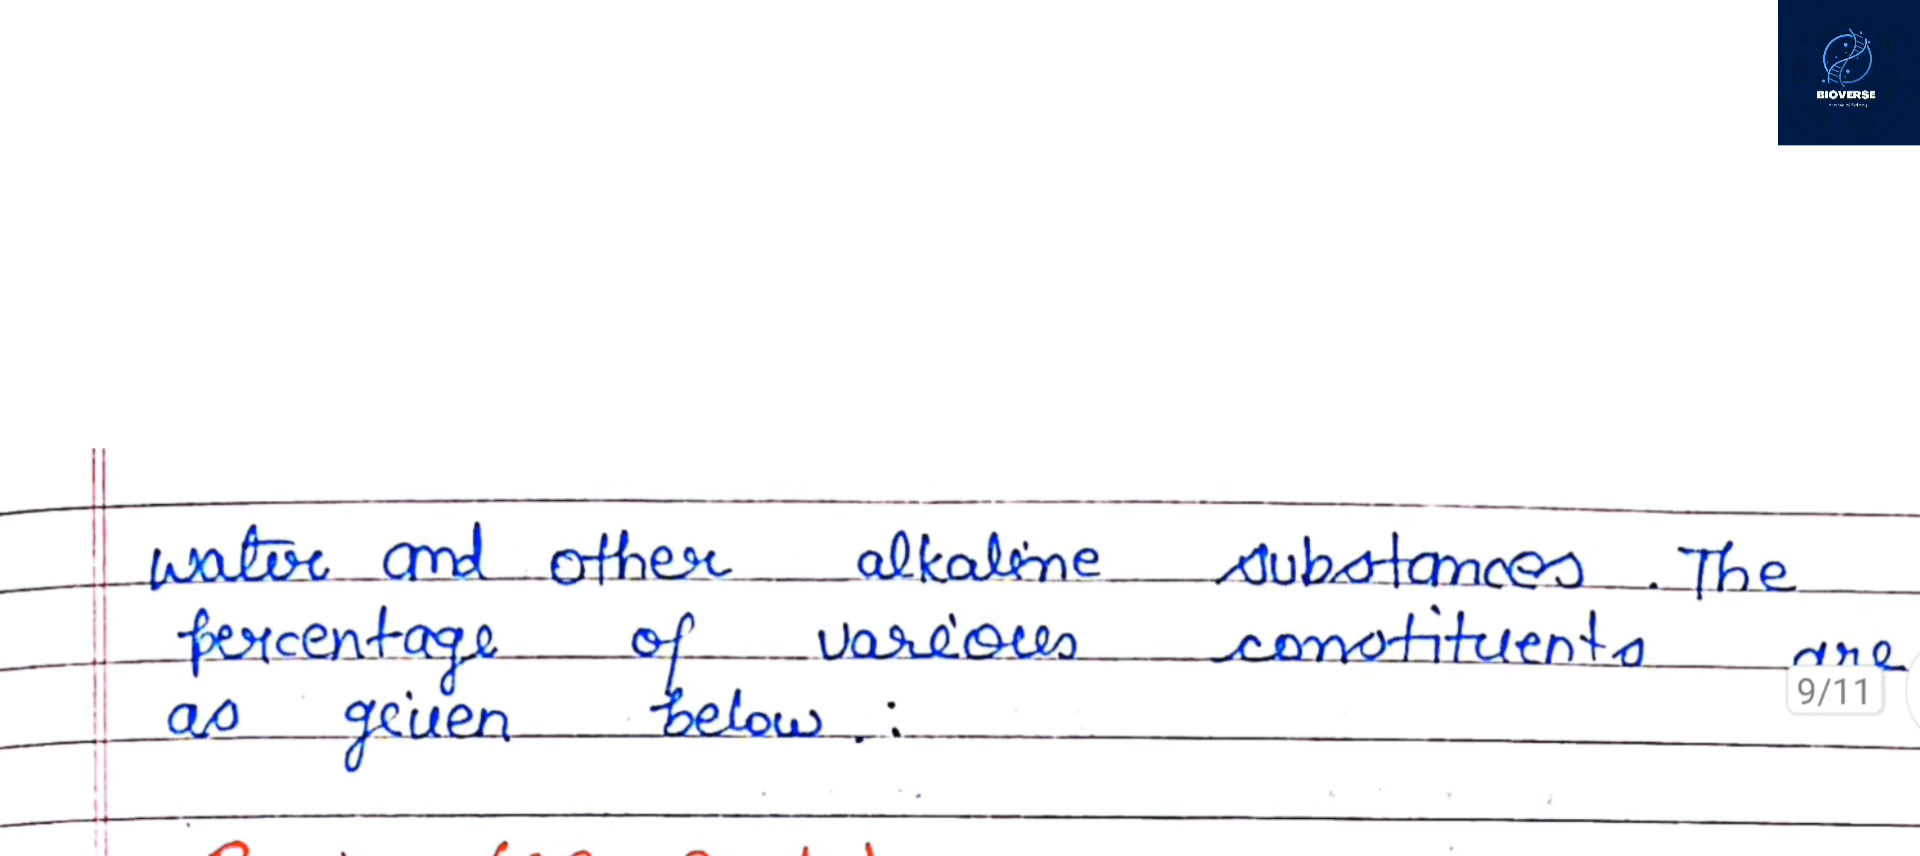 BIOVERSE
water and other alkaline substances. The
percentage of various constituents are
9/11
as given below.: